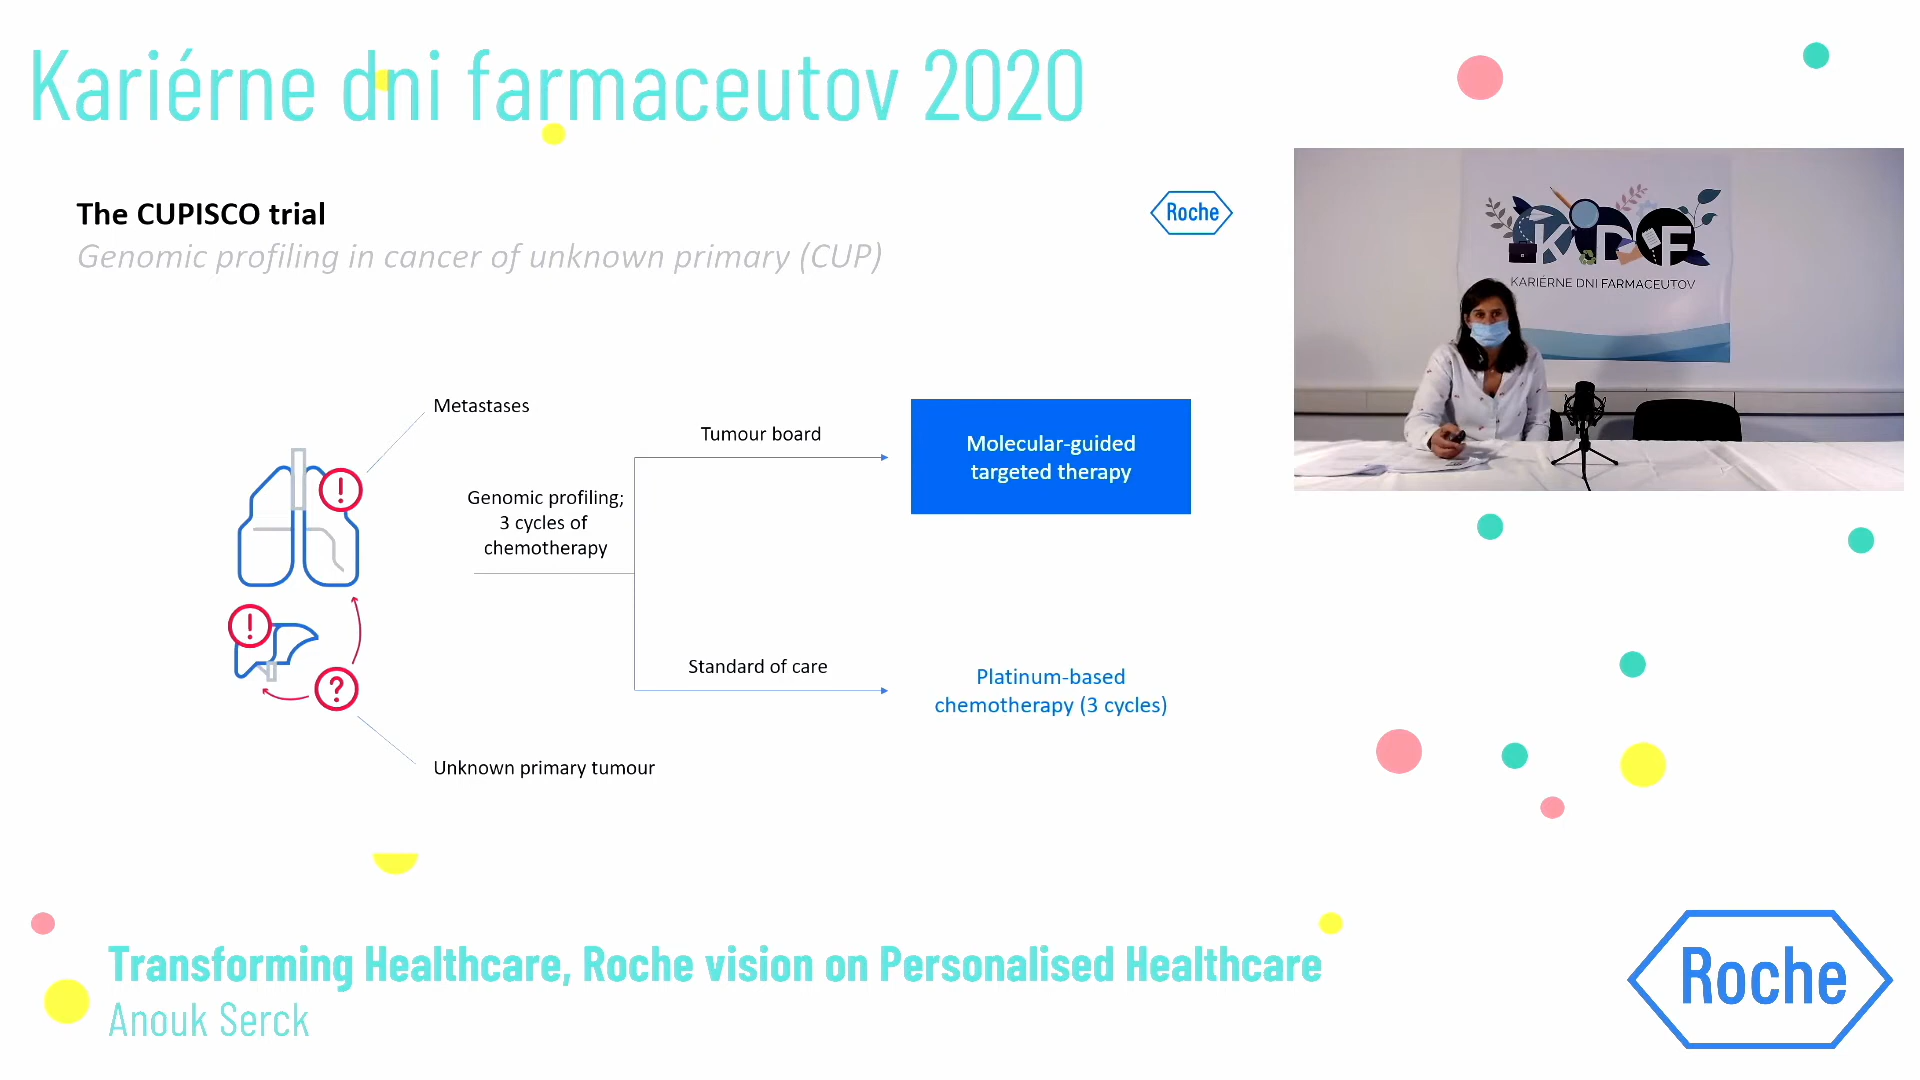 Kariérne dni farmaceutov 2020
The CUPISCO trial
Genomic profiling in cancer of unknown primary (CUP)
Roche
KDF
KARIÉRNE DNI FARMACEUTOV
Metastases
Tumour board
Molecular-guided
targeted therapy
Genomic profiling;
3 cycles of
chemotherapy
Standard of care
Platinum-based
chemotherapy (3 cycles)
Unknown primary tumour
Transforming Healthcare, Roche vision on Personalised Healthcare
Anouk Serck
Roche